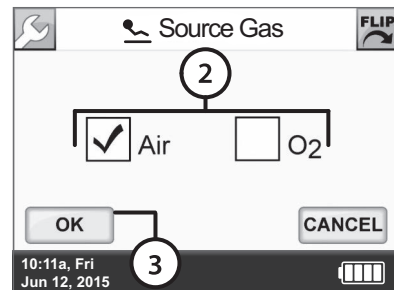 Source Gas
FLIP
2
Air
O2
OK
CANCEL
3
10:11a, Fri
Jun 12, 2015